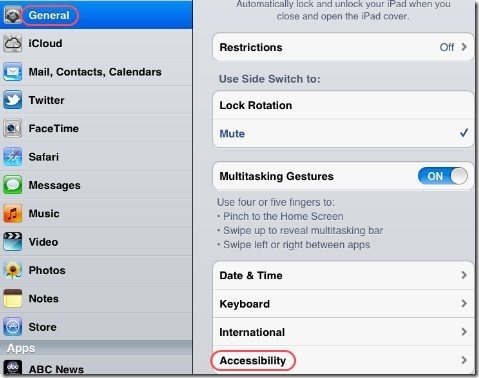 General
iCloud
Mail, Contacts, Calendars
Twitter
FaceTime
Safari
Messages
Music
Video
Photos
Notes
Store
Apps
abc ABC News
Automatically lock and unlock your iPad when you
close and open the iPad cover.
Restrictions Off
Use Side Switch to:
Lock Rotation
Mute
Multitasking Gestures ON
Use four or five fingers to:
• Pinch to the Home Screen
• Swipe up to reveal multitasking bar
• Swipe left or right between apps
Date & Time
Keyboard
International
Accessibility